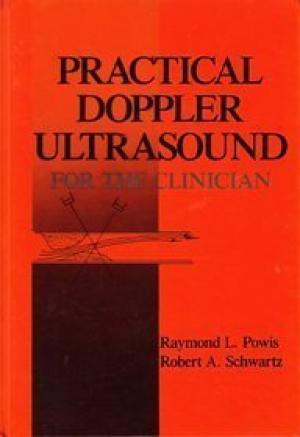 PRACTICAL
DOPPLER
ULTRASOUND
FOR THE CLINICIAN
Raymond L. Powis
Robert A. Schwartz